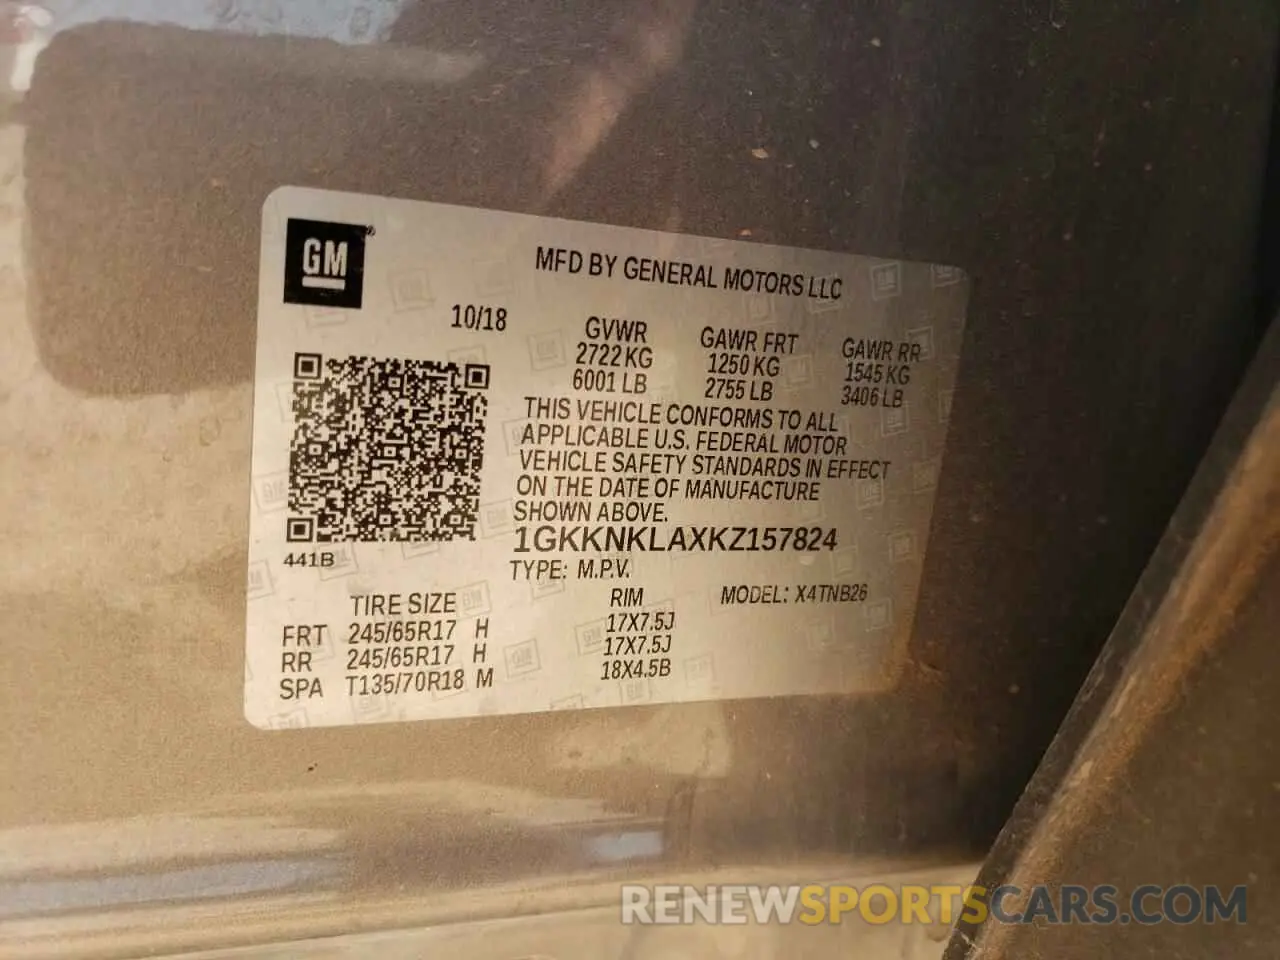 GM®
MFD BY GENERAL MOTORS LLC
10/18
GVWR GAWR FRT GAWR RR
2722 KG 1250 KG 1545 KG
6001 LB 2755 LB 3406 LB
THIS VEHICLE CONFORMS TO ALL
APPLICABLE U.S. FEDERAL MOTOR
VEHICLE SAFETY STANDARDS IN EFFECT
ON THE DATE OF MANUFACTURE
SHOWN ABOVE.
441B
1GKKNKLAXKZ157824
TYPE: M.P.V.
TIRE SIZE RIM MODEL: X4TNB26
FRT 245/65R17 H 17X7.5J
RR 245/65R17 H 17X7.5J
SPA T135/70R18 M 18X4.5B
RENEWSPORTSCARS.COM